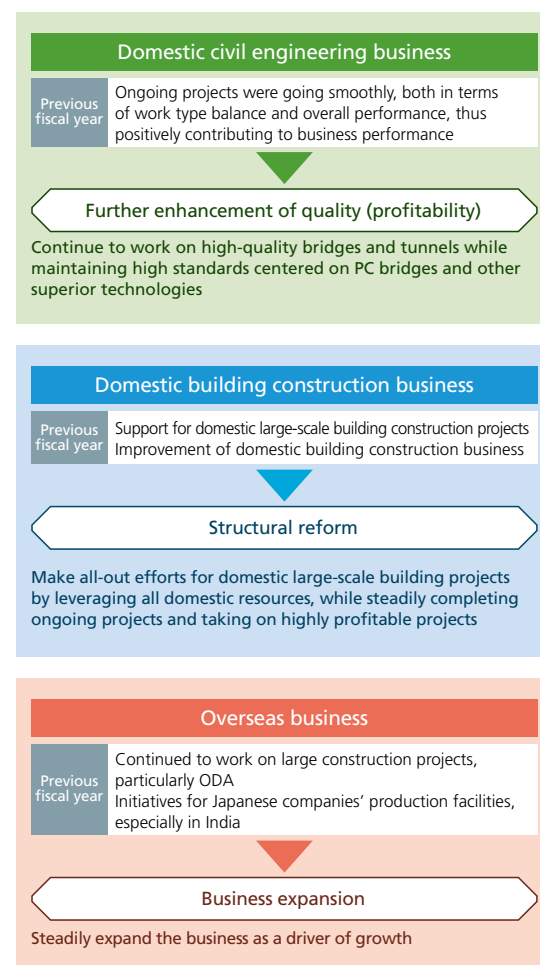 Domestic civil engineering business
Previous
fiscal year
Ongoing projects were going smoothly, both in terms
of work type balance and overall performance, thus
positively contributing to business performance
Further enhancement of quality (profitability)
Continue to work on high-quality bridges and tunnels while
maintaining high standards centered on PC bridges and other
superior technologies
Domestic building construction business
Previous
fiscal year
Support for domestic large-scale building construction projects
Improvement of domestic building construction business
Structural reform
Make all-out efforts for domestic large-scale building projects
by leveraging all domestic resources, while steadily completing
ongoing projects and taking on highly profitable projects
Overseas business
Previous
fiscal year
Continued to work on large construction projects,
particularly ODA
Initiatives for Japanese companies’ production facilities,
especially in India
Business expansion
Steadily expand the business as a driver of growth